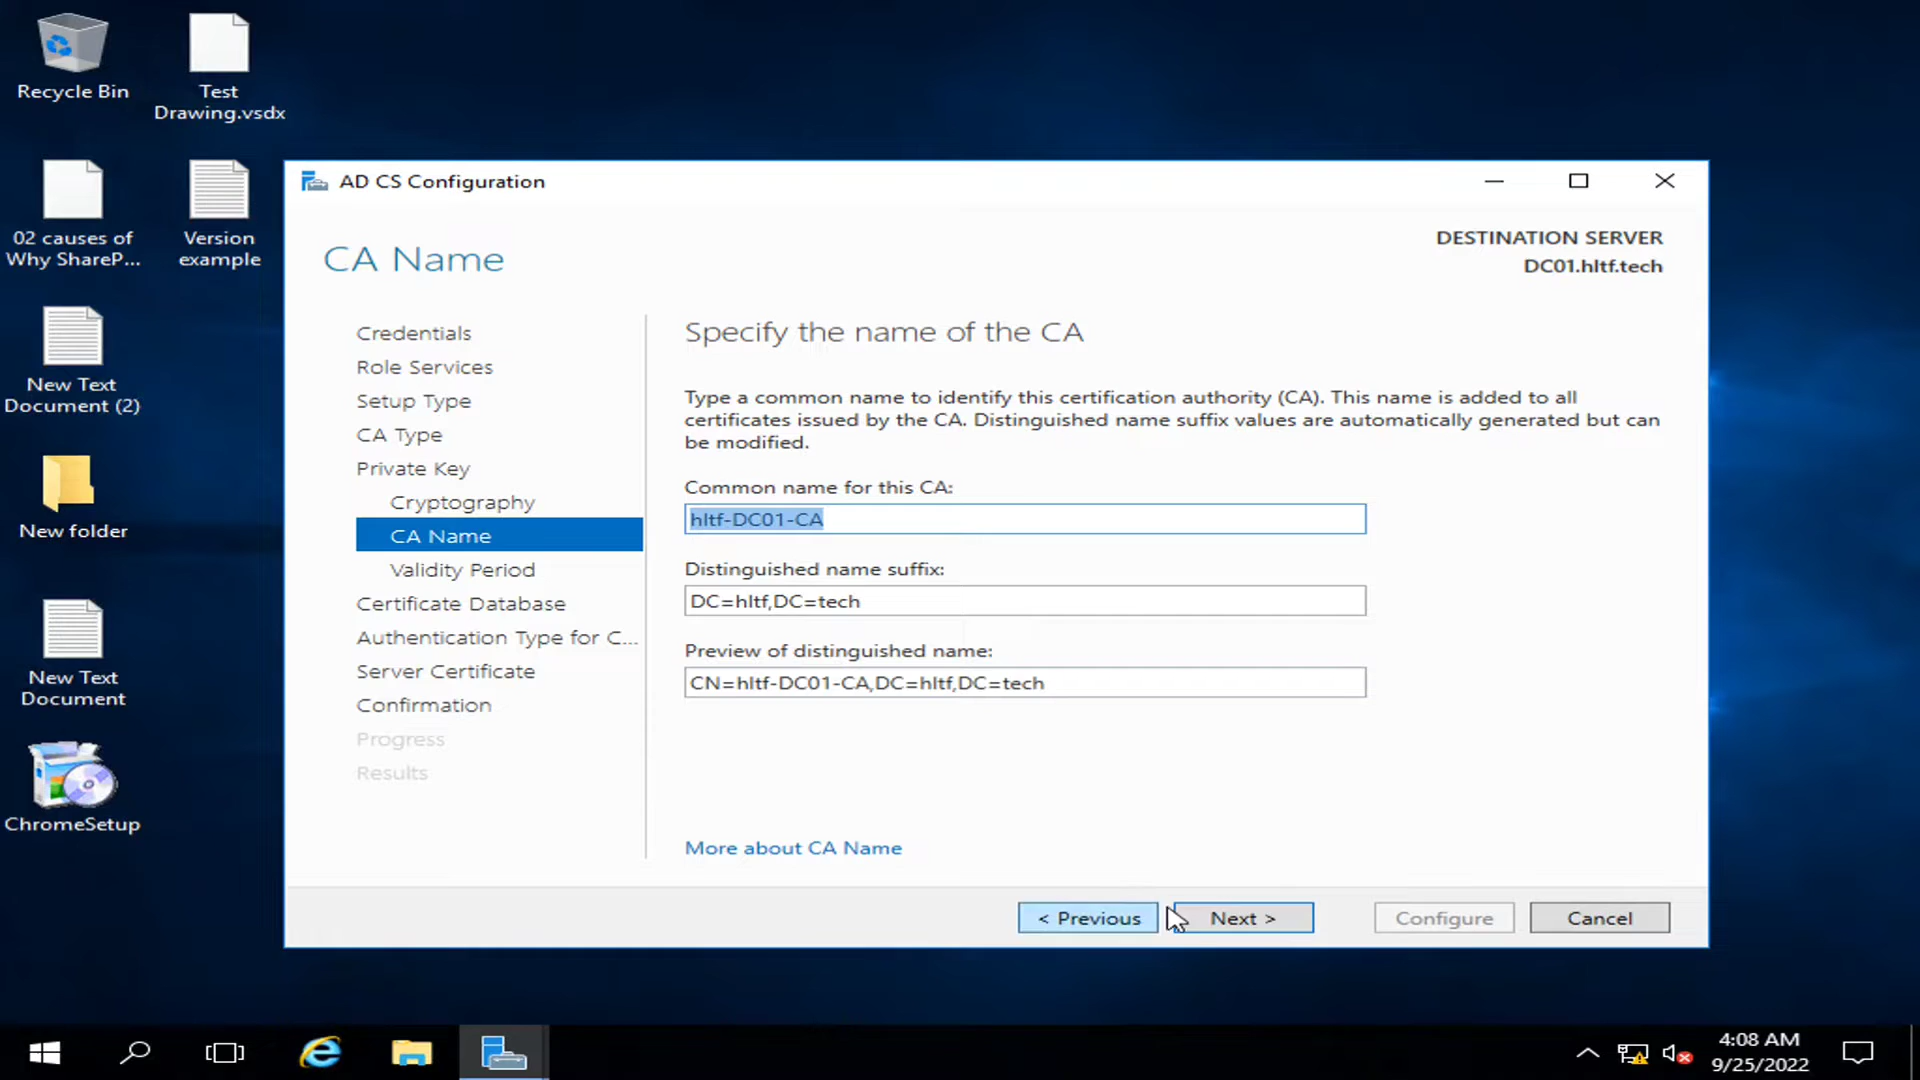 Recycle Bin
Test
Drawing.vsdx
02 causes of
Why ShareP...
Version
example
New Text
Document (2)
New folder
New Text
Document
ChromeSetup
AD CS Configuration
CA Name
DESTINATION SERVER
DC01.hltf.tech
Credentials
Role Services
Setup Type
CA Type
Private Key
Cryptography
CA Name
Validity Period
Certificate Database
Authentication Type for C...
Server Certificate
Confirmation
Progress
Results
Specify the name of the CA
Type a common name to identify this certification authority (CA). This name is added to all
certificates issued by the CA. Distinguished name suffix values are automatically generated but can
be modified.
Common name for this CA:
hltf-DC01-CA
Distinguished name suffix:
DC=hltf,DC=tech
Preview of distinguished name:
CN=hltf-DC01-CA,DC=hltf,DC=tech
More about CA Name
< Previous
Next >
Configure
Cancel
4:08 AM
9/25/2022